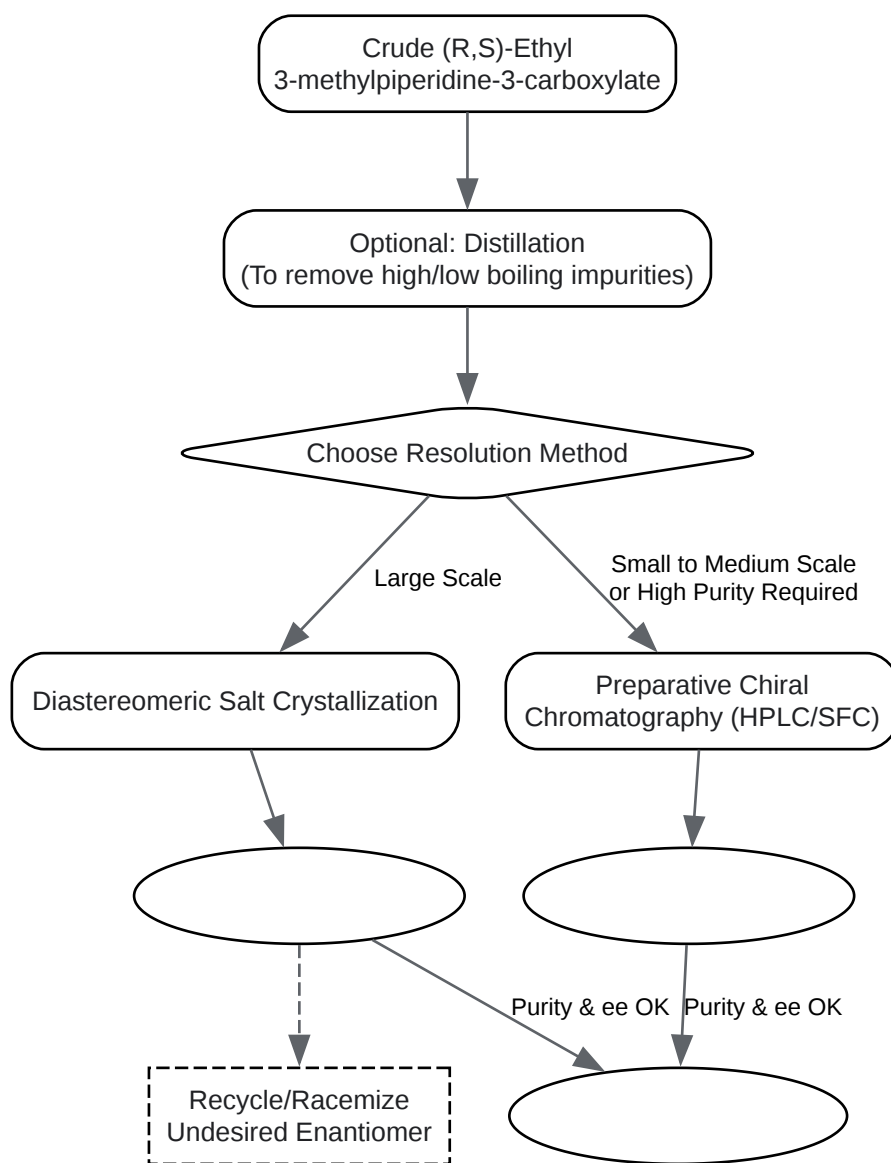 Crude (R,S)-Ethyl
3-methylpiperidine-3-carboxylate
Optional: Distillation
(To remove high/low boiling impurities)
Choose Resolution Method
Large Scale
Small to Medium Scale
or High Purity Required
Diastereomeric Salt Crystallization
Preparative Chiral
Chromatography (HPLC/SFC)
Purity & ee OK
Purity & ee OK
Recycle/Racemize
Undesired Enantiomer